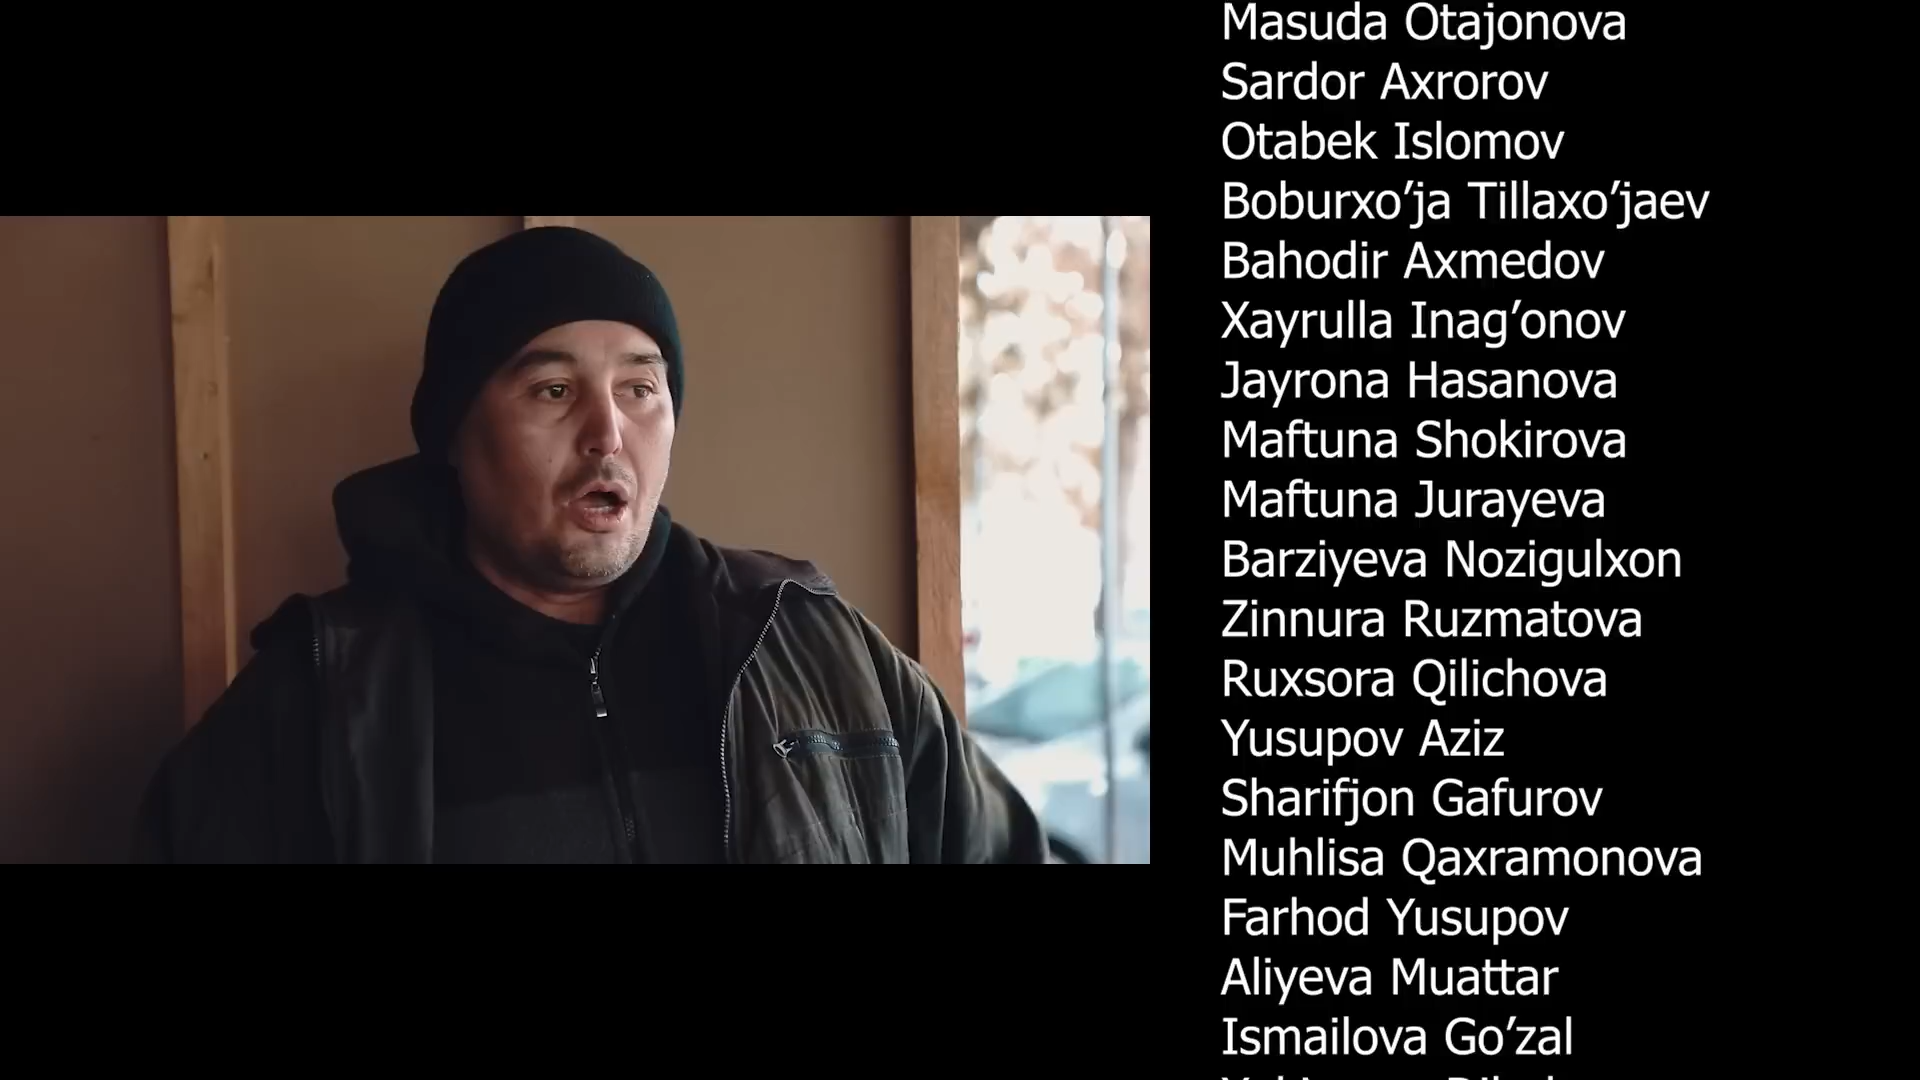 Masuda Otajonova
Sardor Axrorov
Otabek Islomov
Boburxo’ja Tillaxo’jaev
Bahodir Axmedov
Xayrulla Inag’onov
Jayrona Hasanova
Maftuna Shokirova
Maftuna Jurayeva
Barziyeva Nozigulxon
Zinnura Ruzmatova
Ruxsora Qilichova
Yusupov Aziz
Sharifjon Gafurov
Muhlisa Qaxramonova
Farhod Yusupov
Aliyeva Muattar
Ismailova Go’zal